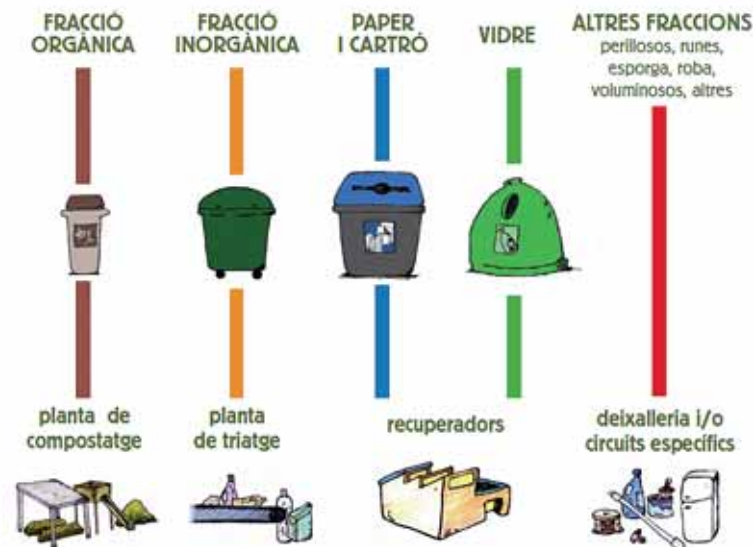 FRACCIÓ
ORGÀNICA
FRACCIÓ
INORGÀNICA
PAPER
I CARTRÓ
VIDRE
ALTRES FRACCIONS
perillosos, runes,
esporga, roba,
voluminosos, altres
planta de
compostatge
planta
de triatge
recuperadors
deixalleria i/o
circuits específics